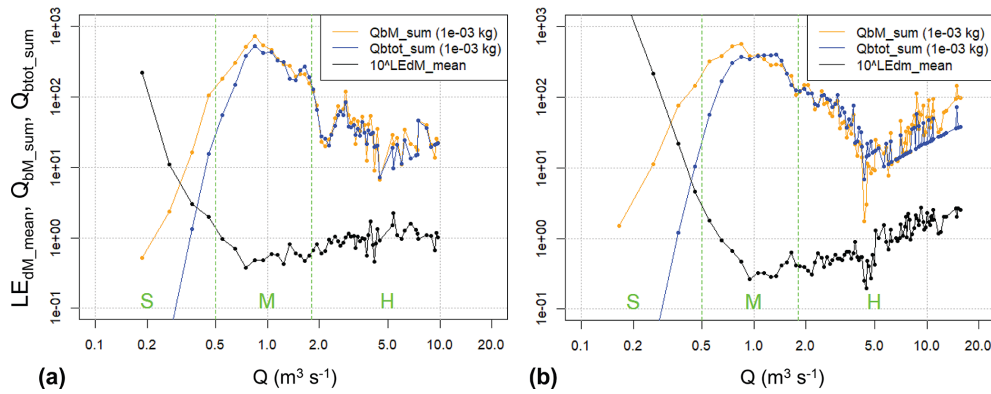 LEdM_mean, QbM_sum, Qbtot_sum
1e+03
1e+02
1e+01
1e+00
1e-01
QbM_sum (1e-03 kg)
Qbtot_sum (1e-03 kg)
10^LEdM_mean
S M H
0.1 0.2 0.5 1.0 2.0 5.0 10.0 20.0
(a) Q (m³ s⁻¹)
1e+03
1e+02
1e+01
1e+00
1e-01
QbM_sum (1e-03 kg)
Qbtot_sum (1e-03 kg)
10^LEdm_mean
S M H
0.1 0.2 0.5 1.0 2.0 5.0 10.0 20.0
(b) Q (m³ s⁻¹)